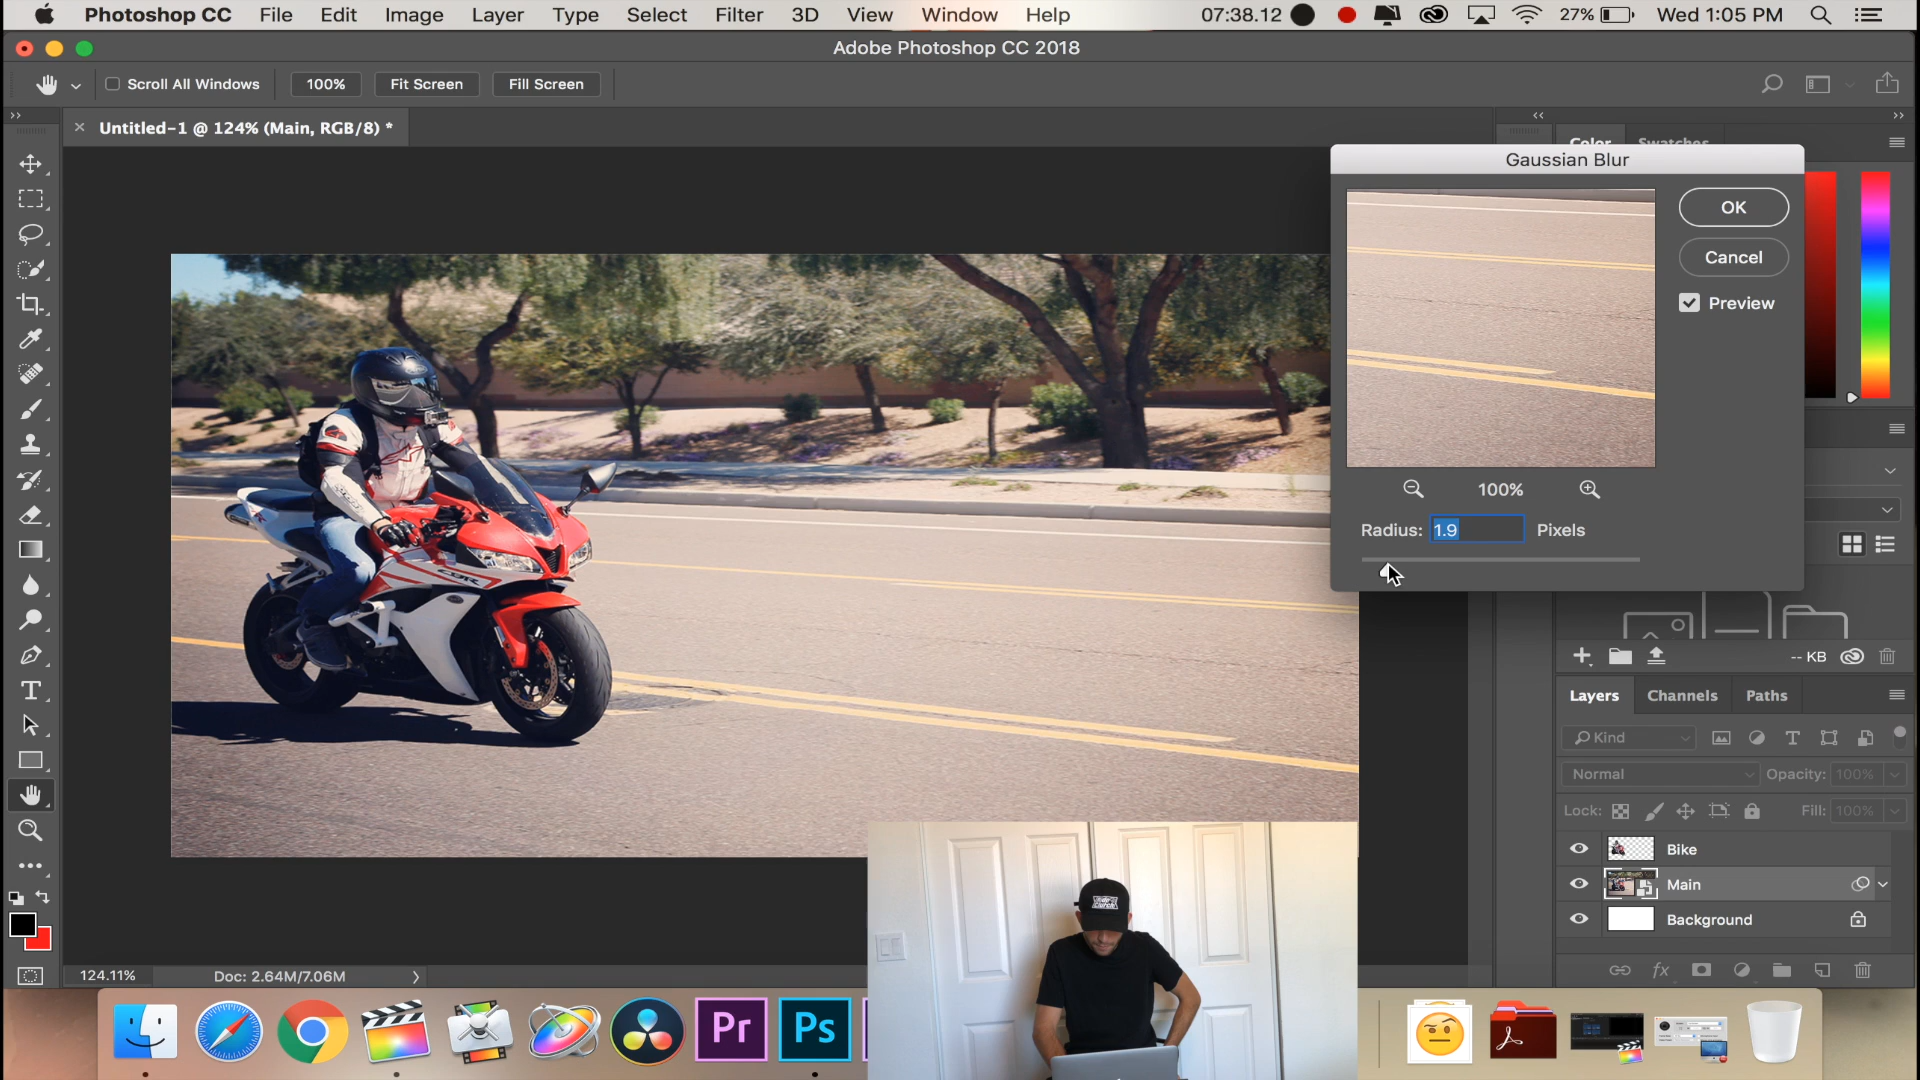 Photoshop CC File Edit Image Layer Type Select Filter 3D View Window Help 07:38.12 27% Wed 1:05 PM
Adobe Photoshop CC 2018
Scroll All Windows 100% Fit Screen Fill Screen
Untitled-1 @ 124% (Main, RGB/8) *
Color Swatches
Gaussian Blur
OK
Cancel
Preview
100%
Radius: 1.9 Pixels
CBR
-- KB
Layers Channels Paths
Kind
Normal Opacity: 100%
Lock: Fill: 100%
Bike
Main
Background
fx
124.11% Doc: 2.64M/7.06M
Pr Ps